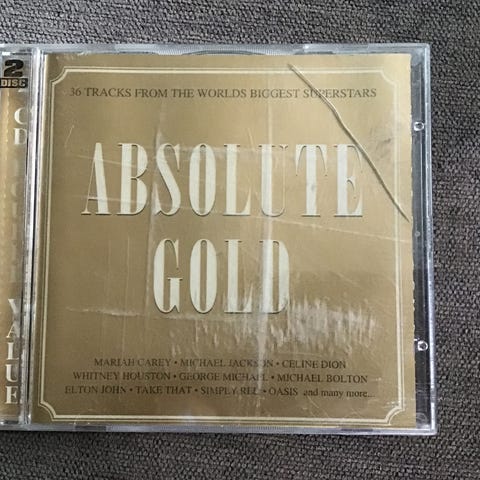 2
DISC
36 TRACKS FROM THE WORLDS BIGGEST SUPERSTARS
ABSOLUTE
GOLD
MARIAH CAREY • MICHAEL JACKSON • CELINE DION
WHITNEY HOUSTON • GEORGE MICHAEL • MICHAEL BOLTON
ELTON JOHN • TAKE THAT • SIMPLY RED • OASIS and many more...
CD
VALUE